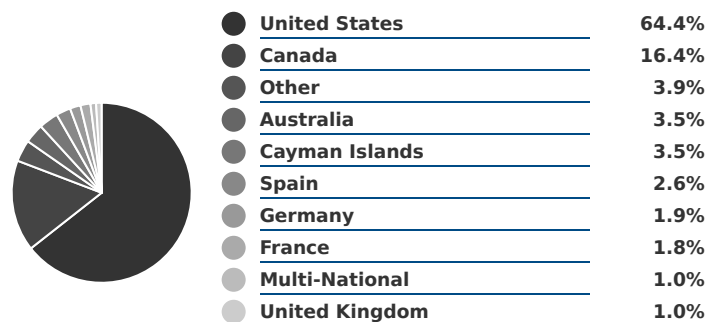 United States 64.4%
Canada 16.4%
Other 3.9%
Australia 3.5%
Cayman Islands 3.5%
Spain 2.6%
Germany 1.9%
France 1.8%
Multi-National 1.0%
United Kingdom 1.0%